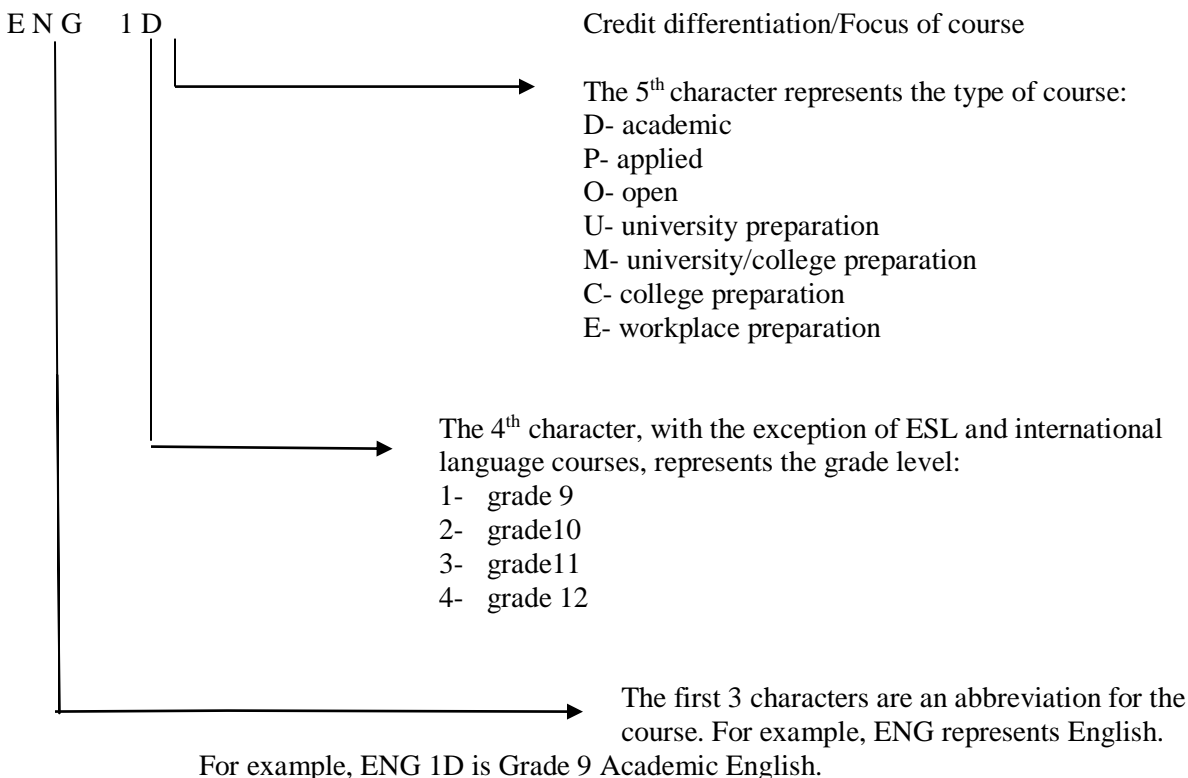 E N G 1 D Credit differentiation/Focus of course
The 5th character represents the type of course:
D- academic
P- applied
O- open
U- university preparation
M- university/college preparation
C- college preparation
E- workplace preparation
The 4th character, with the exception of ESL and international
language courses, represents the grade level:
1- grade 9
2- grade10
3- grade11
4- grade 12
The first 3 characters are an abbreviation for the
course. For example, ENG represents English.
For example, ENG 1D is Grade 9 Academic English.